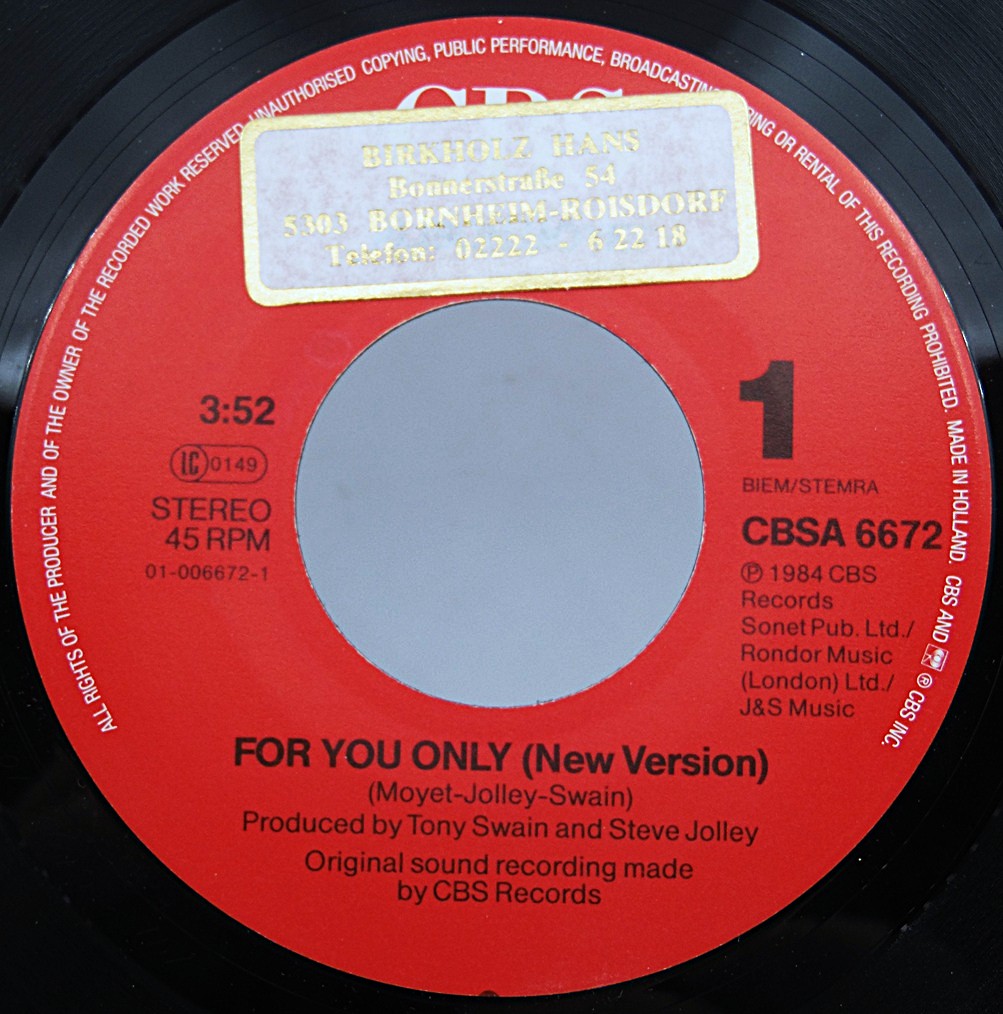 ALL RIGHTS OF THE PRODUCER AND OF THE OWNER OF THE RECORDED WORK RESERVED. UNAUTHORISED COPYING, PUBLIC PERFORMANCE, BROADCASTING, HIRING OR RENTAL OF THIS RECORDING PROHIBITED. MADE IN HOLLAND. CBS AND ® CBS INC.
CBS
BIRKHOLZ HANS
Bonnerstraße 54
5303 BORNHEIM-ROISDORF
Telefon: 02222 - 6 22 18
3:52
LC 0149
STEREO
45 RPM
01-006672-1
1
BIEM/STEMRA
CBSA 6672
℗ 1984 CBS
Records
Sonet Pub. Ltd./
Rondor Music
(London) Ltd./
J&S Music
FOR YOU ONLY (New Version)
(Moyet-Jolley-Swain)
Produced by Tony Swain and Steve Jolley
Original sound recording made
by CBS Records